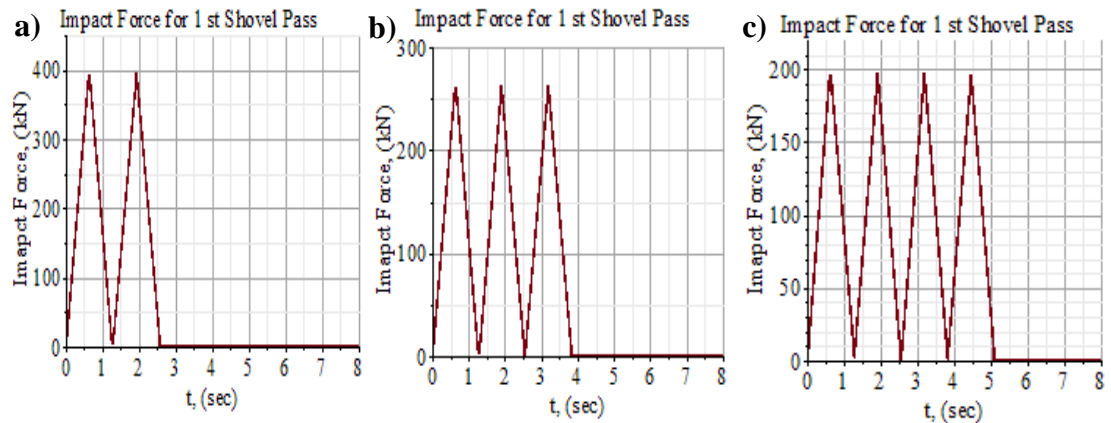 a)
Impact Force for 1 st Shovel Pass
Imapct Force, (kN)
400
300
200
100
0
0 1 2 3 4 5 6 7 8
t, (sec)
b)
Impact Force for 1 st Shovel Pass
Imapct Force, (kN)
300
200
100
0
0 1 2 3 4 5 6 7 8
t, (sec)
c)
Impact Force for 1 st Shovel Pass
Imapct Force, (kN)
200
150
100
50
0
0 1 2 3 4 5 6 7 8
t, (sec)